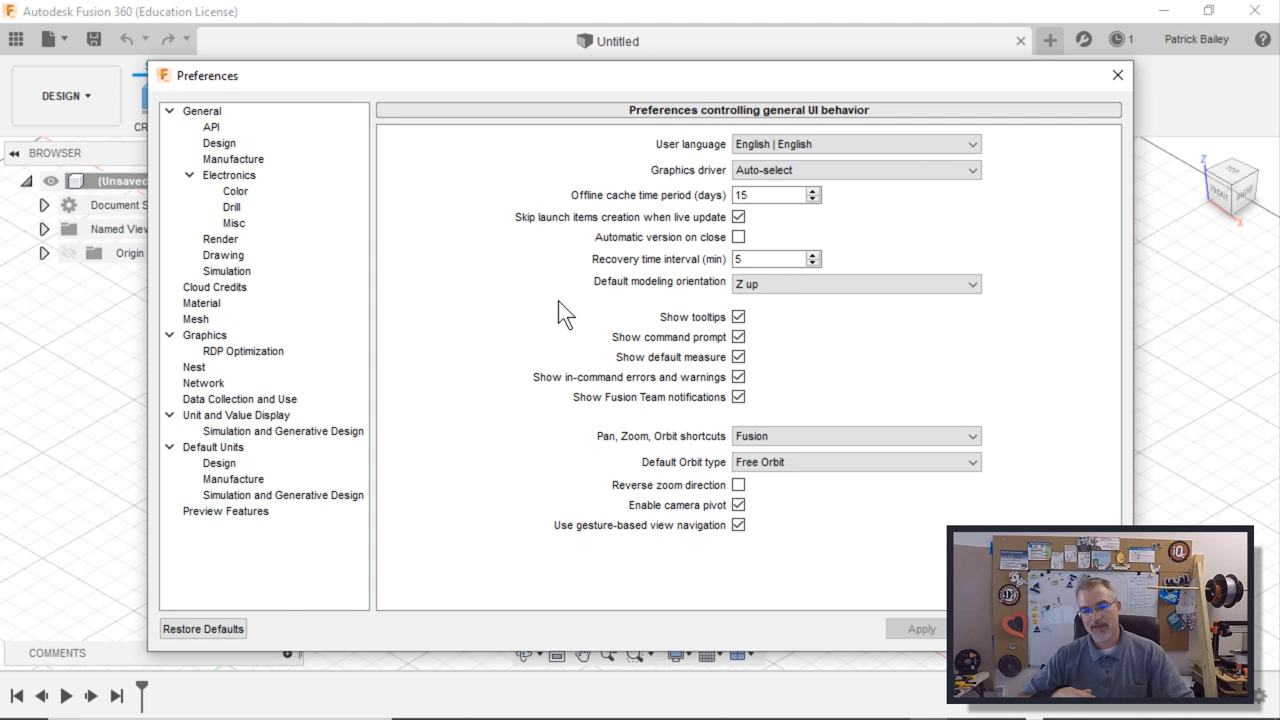 Autodesk Fusion 360 (Education License)
Untitled
1
Patrick Bailey
DESIGN
CR
BROWSER
(Unsaved
Document S
Named View
Origin
Z
TOP
FRONT
RIGHT
X
Preferences
General
API
Design
Manufacture
Electronics
Color
Drill
Misc
Render
Drawing
Simulation
Cloud Credits
Material
Mesh
Graphics
RDP Optimization
Nest
Network
Data Collection and Use
Unit and Value Display
Simulation and Generative Design
Default Units
Design
Manufacture
Simulation and Generative Design
Preview Features
Restore Defaults
Preferences controlling general UI behavior
User language English | English
Graphics driver Auto-select
Offline cache time period (days) 15
Skip launch items creation when live update
Automatic version on close
Recovery time interval (min) 5
Default modeling orientation Z up
Show tooltips
Show command prompt
Show default measure
Show in-command errors and warnings
Show Fusion Team notifications
Pan, Zoom, Orbit shortcuts Fusion
Default Orbit type Free Orbit
Reverse zoom direction
Enable camera pivot
Use gesture-based view navigation
Apply
COMMENTS
iQ